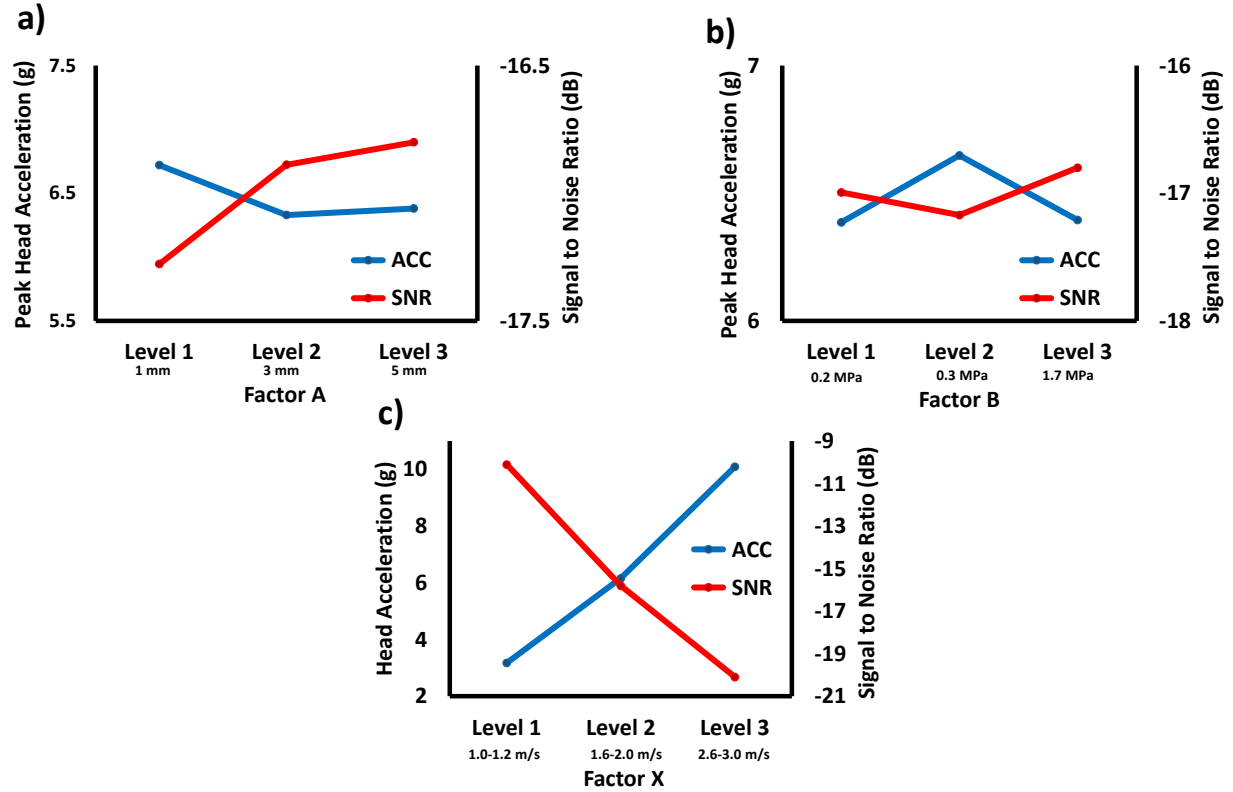 a)
Peak Head Acceleration (g)
7.5
6.5
5.5
-16.5
-17.5
Signal to Noise Ratio (dB)
ACC
SNR
Level 1 Level 2 Level 3
1 mm 3 mm 5 mm
Factor A
b)
Peak Head Acceleration (g)
7
6
-16
-17
-18
Signal to Noise Ratio (dB)
ACC
SNR
Level 1 Level 2 Level 3
0.2 MPa 0.3 MPa 1.7 MPa
Factor B
c)
Head Acceleration (g)
10
8
6
4
2
-9
-11
-13
-15
-17
-19
-21
Signal to Noise Ratio (dB)
ACC
SNR
Level 1 Level 2 Level 3
1.0-1.2 m/s 1.6-2.0 m/s 2.6-3.0 m/s
Factor X